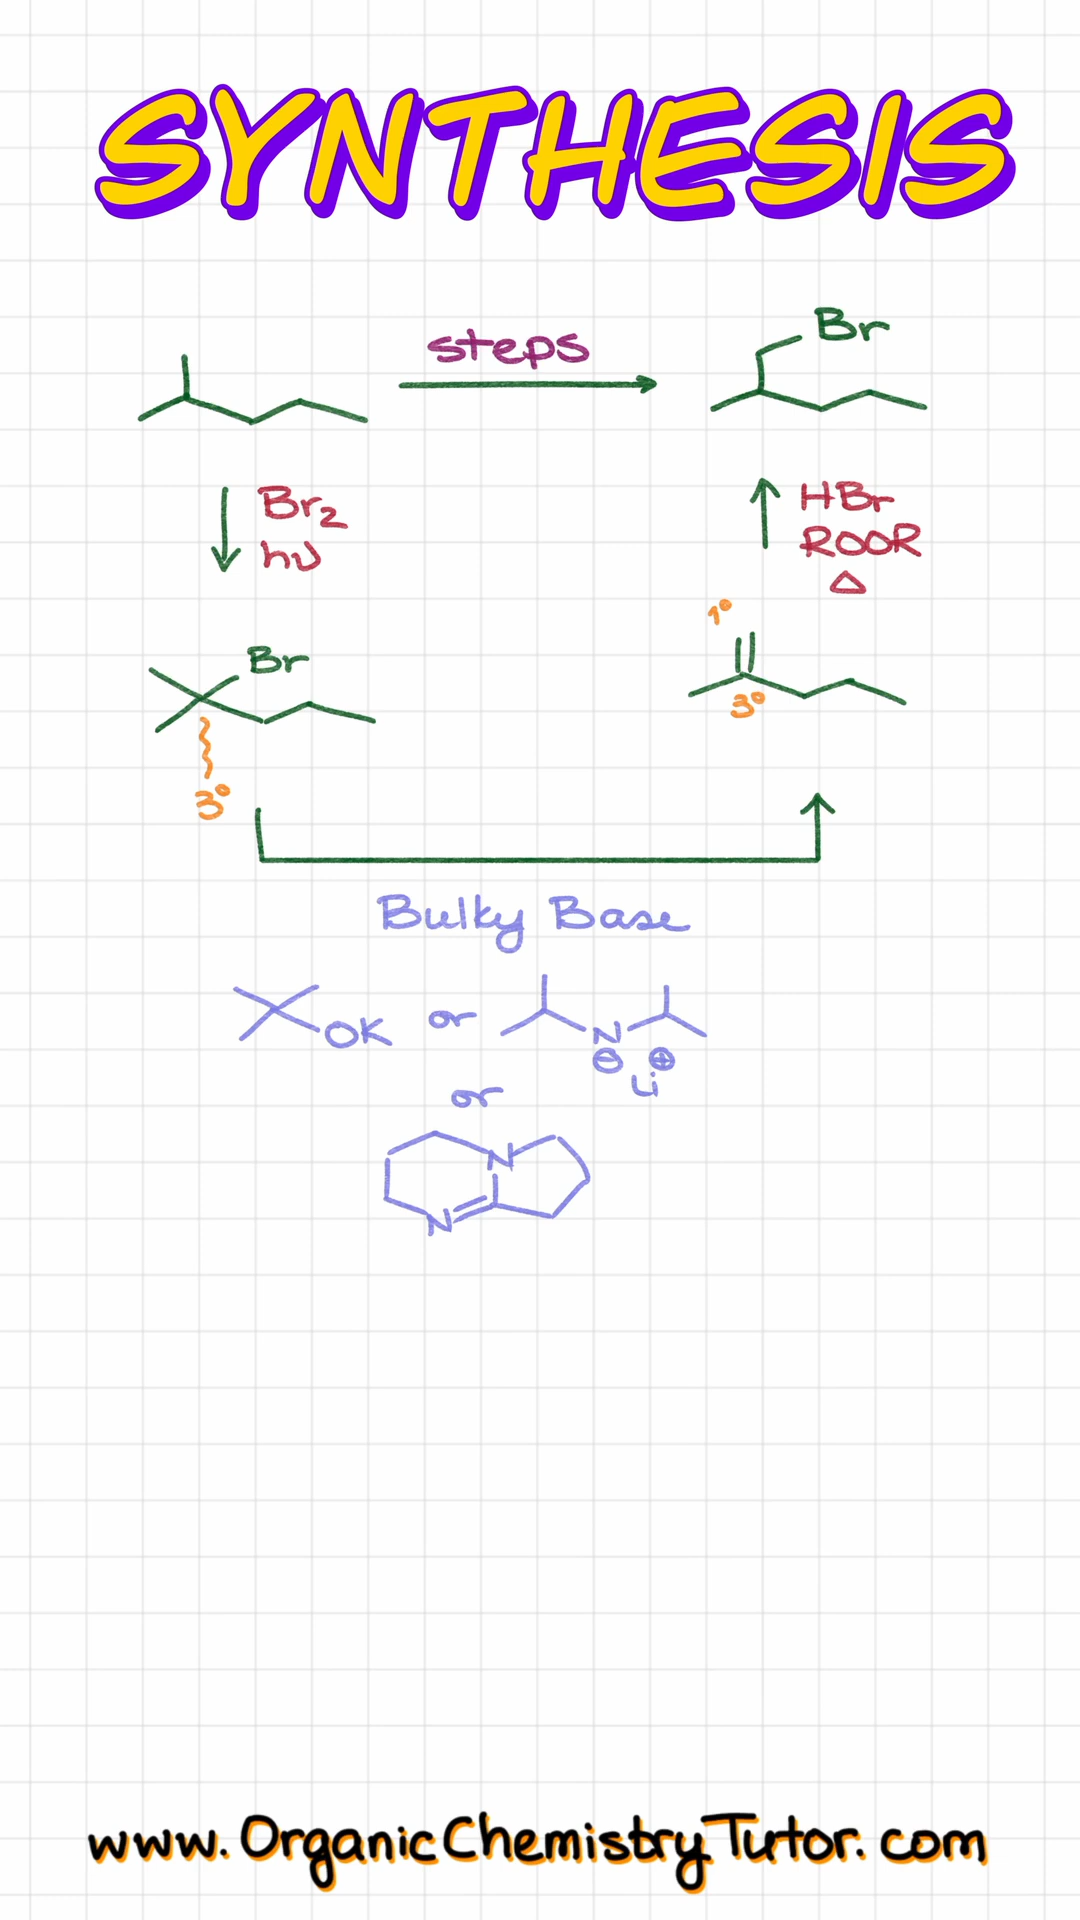 SYNTHESIS
steps
Br
Br₂
hν
HBr
ROOR
△
1°
Br
3°
3°
Bulky Base
OK or N
⊖ ⊕
Li
or
N
N
www.OrganicChemistryTutor.com